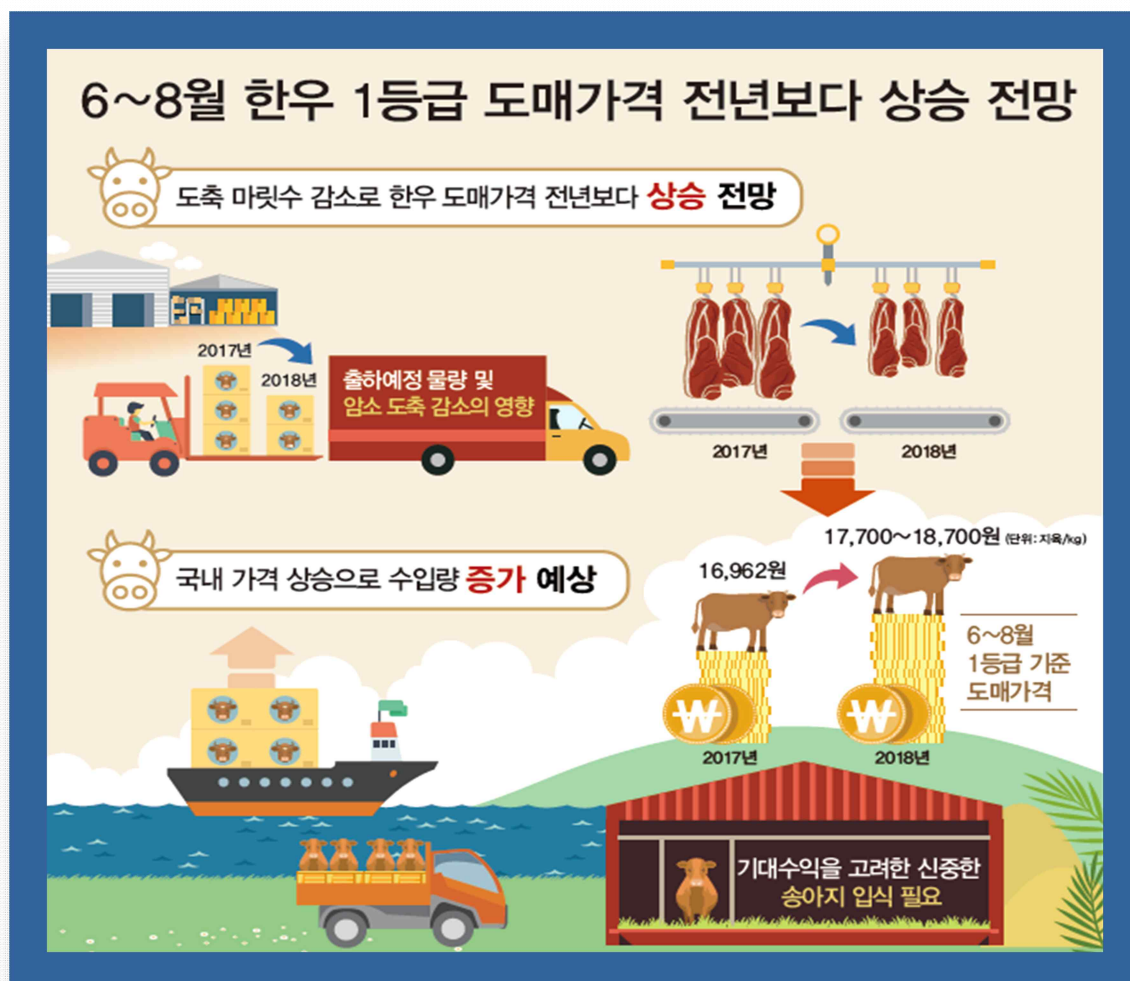 6~8월 한우 1등급 도매가격 전년보다 상승 전망
도축 마릿수 감소로 한우 도매가격 전년보다 상승 전망
2017년
2018년
출하예정 물량 및
암소 도축 감소의 영향
2017년
2018년
국내 가격 상승으로 수입량 증가 예상
17,700~18,700원 (단위:지육/kg)
16,962원
6~8월
1등급 기준
도매가격
₩
₩
2017년
2018년
기대수익을 고려한 신중한
송아지 입식 필요